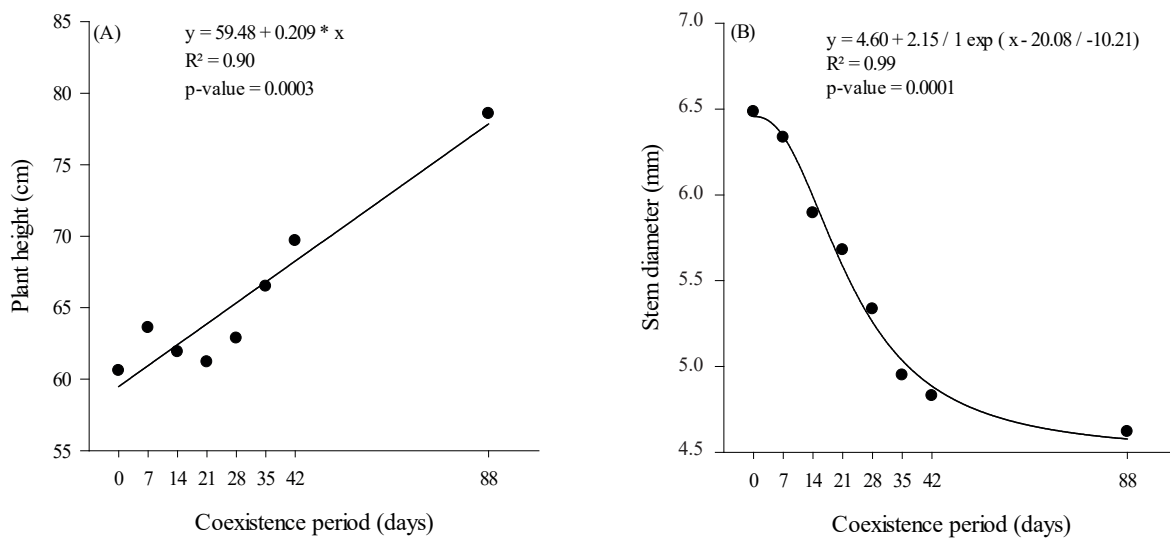 (A)
y = 59.48 + 0.209 * x
R² = 0.90
p-value = 0.0003
85
80
75
70
65
60
55
Plant height (cm)
0 7 14 21 28 35 42 88
Coexistence period (days)
(B)
y = 4.60 + 2.15 / 1 exp ( x - 20.08 / -10.21)
R² = 0.99
p-value = 0.0001
7.0
6.5
6.0
5.5
5.0
4.5
Stem diameter (mm)
0 7 14 21 28 35 42 88
Coexistence period (days)